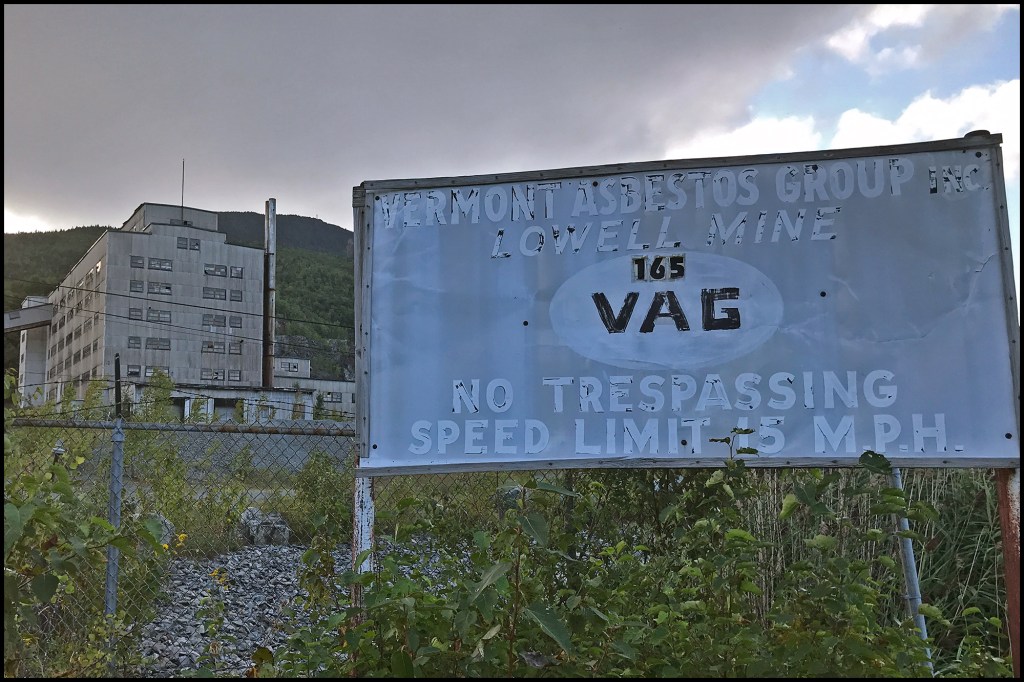 VERMONT ASBESTOS GROUP INC.
LOWELL MINE
165
VAG
NO TRESPASSING
SPEED LIMIT 15 M.P.H.